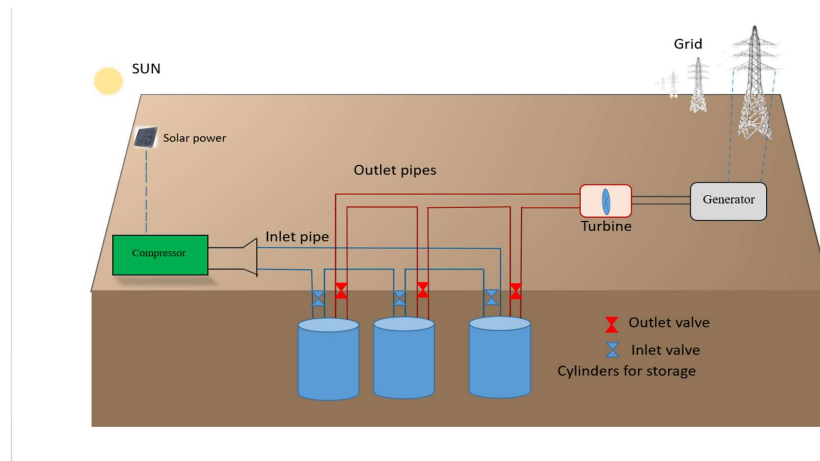 SUN
Grid
Solar power
Outlet pipes
Generator
Turbine
Inlet pipe
Compressor
Outlet valve
Inlet valve
Cylinders for storage